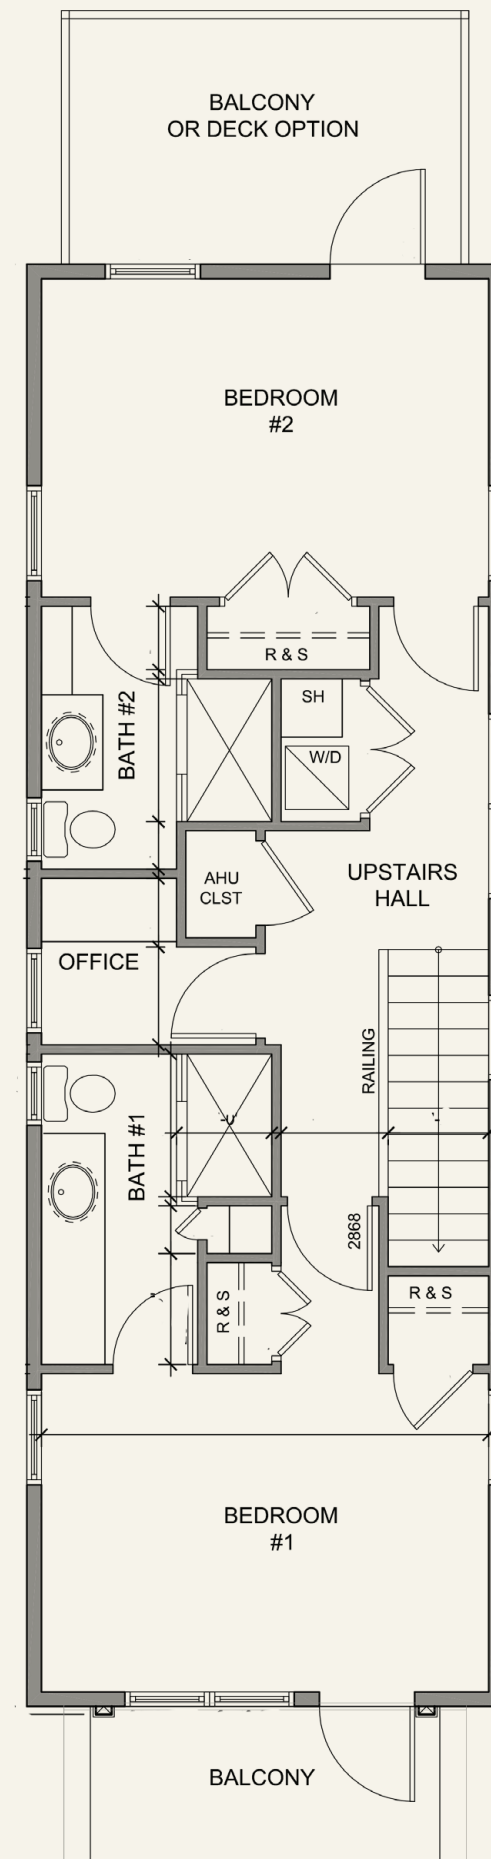 BALCONY
OR DECK OPTION
BEDROOM
#2
R & S
SH
BATH #2
W/D
AHU
CLST
UPSTAIRS
HALL
OFFICE
RAILING
BATH #1
2868
R & S
R & S
BEDROOM
#1
BALCONY